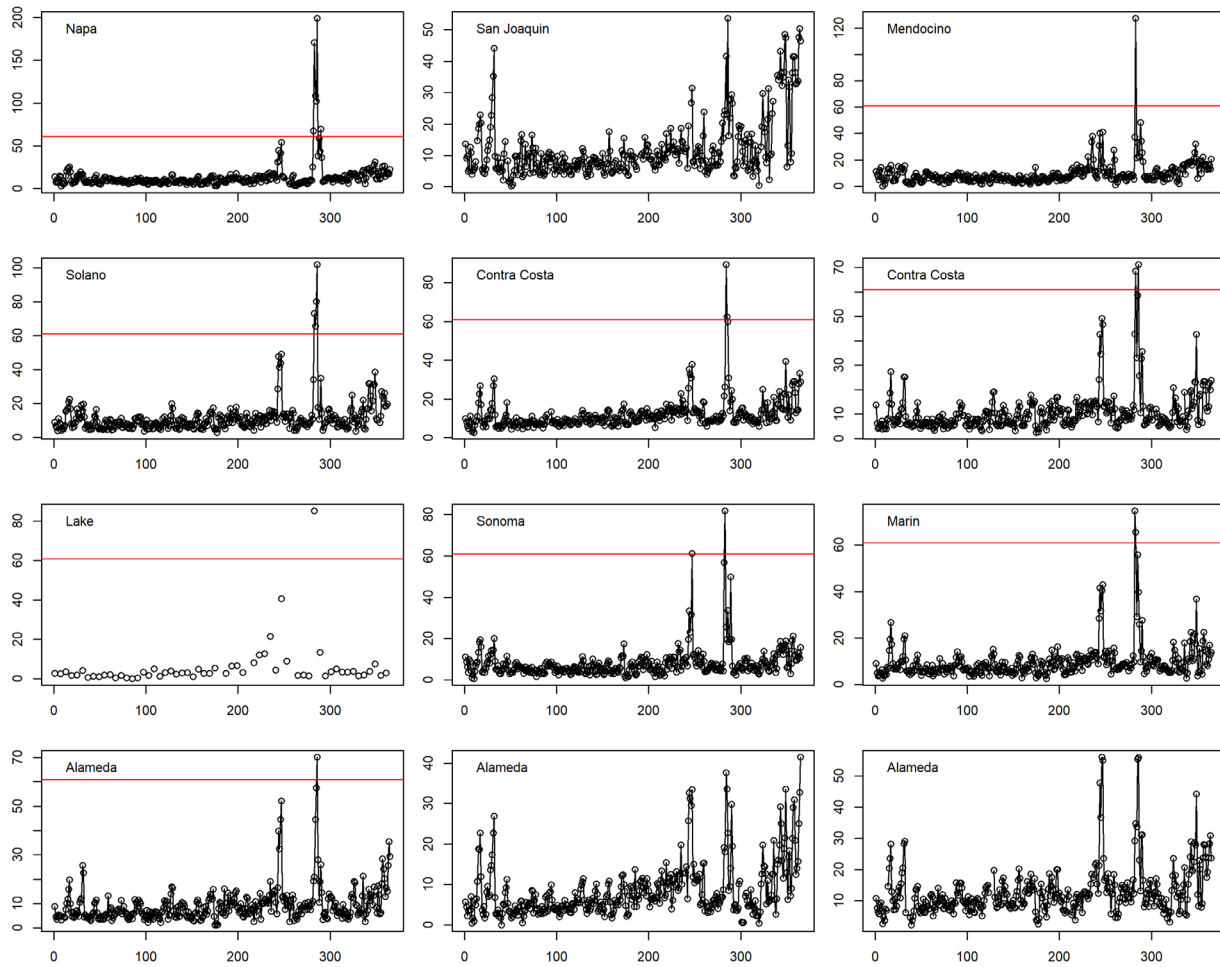 Napa
0 50 100 150 200
0 100 200 300
San Joaquin
0 10 20 30 40 50
0 100 200 300
Mendocino
0 20 40 60 80 100 120
0 100 200 300
Solano
0 20 40 60 80 100
0 100 200 300
Contra Costa
0 20 40 60 80
0 100 200 300
Contra Costa
0 10 30 50 70
0 100 200 300
Lake
0 20 40 60 80
0 100 200 300
Sonoma
0 20 40 60 80
0 100 200 300
Marin
0 20 40 60
0 100 200 300
Alameda
0 10 30 50 70
0 100 200 300
Alameda
0 10 20 30 40
0 100 200 300
Alameda
10 20 30 40 50
0 100 200 300